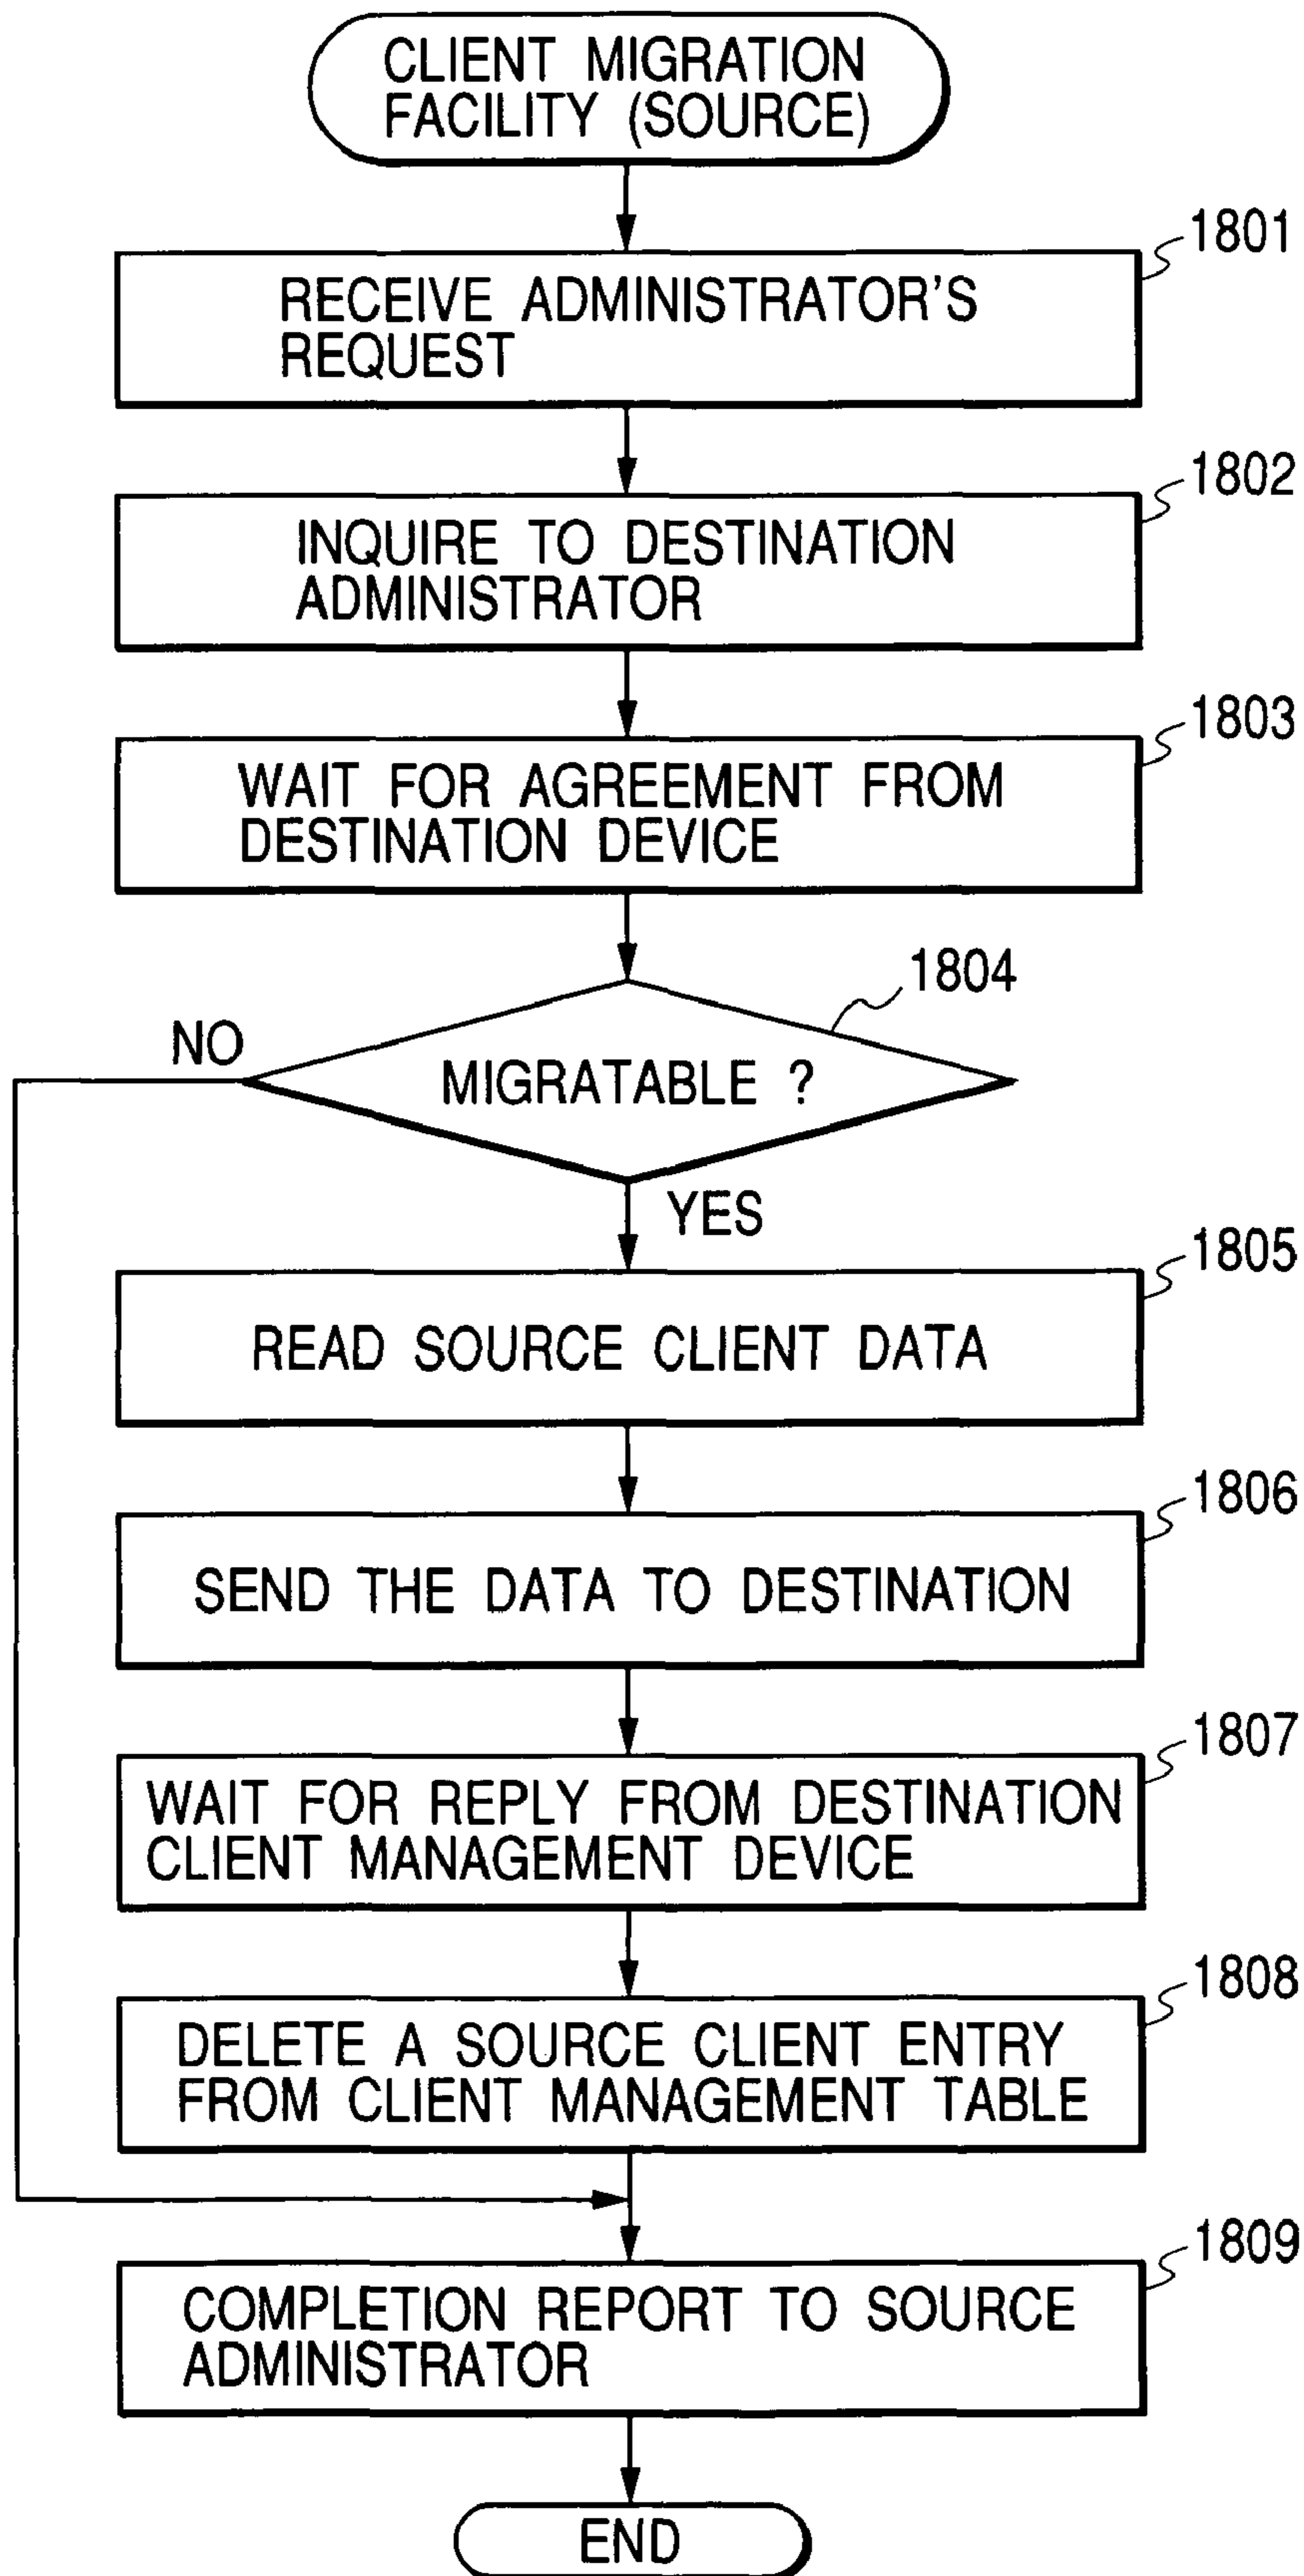 CLIENT MIGRATION
FACILITY (SOURCE)
1801
RECEIVE ADMINISTRATOR'S
REQUEST
1802
INQUIRE TO DESTINATION
ADMINISTRATOR
1803
WAIT FOR AGREEMENT FROM
DESTINATION DEVICE
1804
NO
MIGRATABLE ?
YES
1805
READ SOURCE CLIENT DATA
1806
SEND THE DATA TO DESTINATION
1807
WAIT FOR REPLY FROM DESTINATION
CLIENT MANAGEMENT DEVICE
1808
DELETE A SOURCE CLIENT ENTRY
FROM CLIENT MANAGEMENT TABLE
1809
COMPLETION REPORT TO SOURCE
ADMINISTRATOR
END